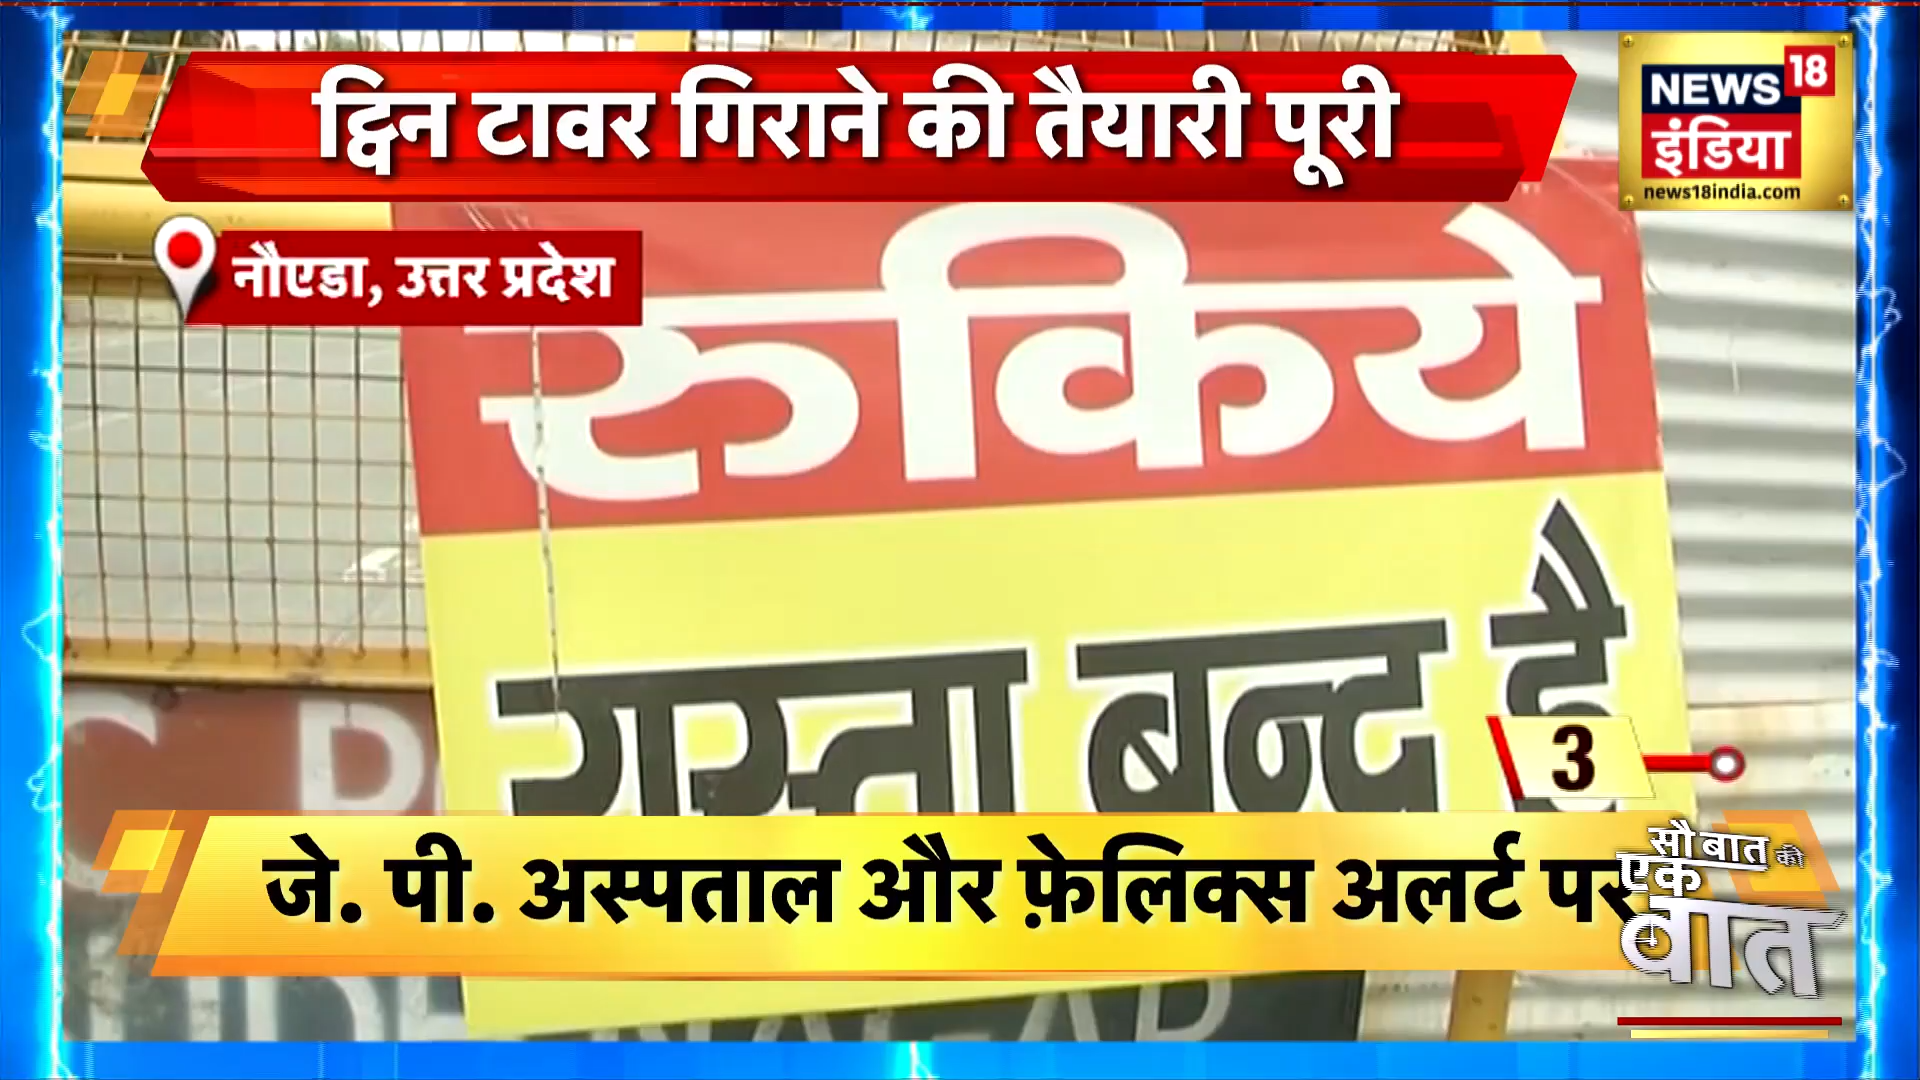 ट्विन टावर गिराने की तैयारी पूरी
NEWS 18
इंडिया
news18india.com
नौएडा, उत्तर प्रदेश
रुकिये
रास्ता बन्द है
3
जे. पी. अस्पताल और फ़ेलिक्स अलर्ट पर
सौ बात की
एक
बात